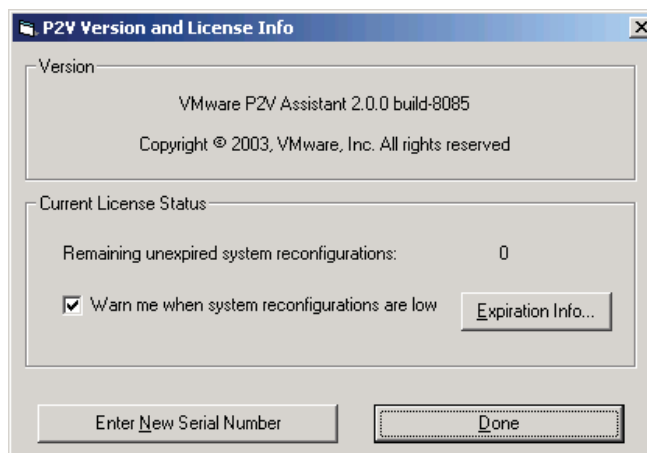 P2V Version and License Info
Version
VMware P2V Assistant 2.0.0 build-8085
Copyright © 2003, VMware, Inc. All rights reserved
Current License Status
Remaining unexpired system reconfigurations: 0
Warn me when system reconfigurations are low
Expiration Info...
Enter New Serial Number
Done